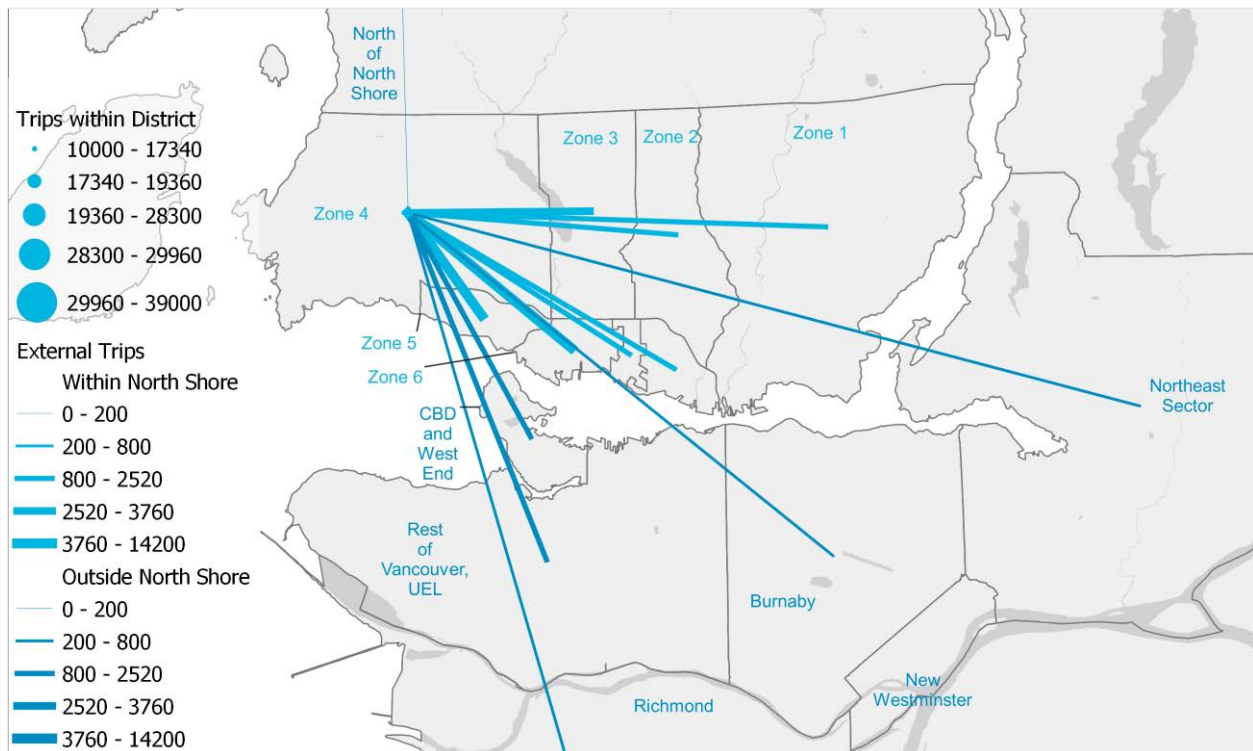 North
of
North
Shore
Trips within District
10000 - 17340
17340 - 19360
19360 - 28300
28300 - 29960
29960 - 39000
External Trips
Within North Shore
0 - 200
200 - 800
800 - 2520
2520 - 3760
3760 - 14200
Outside North Shore
0 - 200
200 - 800
800 - 2520
2520 - 3760
3760 - 14200
Zone 3
Zone 2
Zone 1
Zone 4
Zone 5
Zone 6
CBD
and
West
End
Northeast
Sector
Rest
of
Vancouver,
UEL
Burnaby
New
Westminster
Richmond